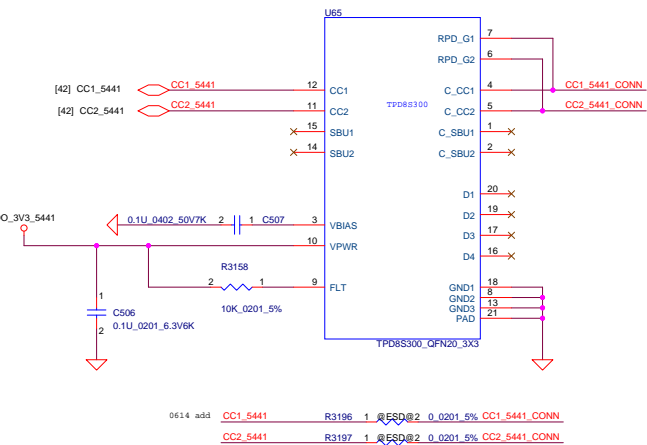 U65
RPD_G1 7
RPD_G2 6
[42] CC1_5441 CC1_5441 12 CC1 C_CC1 4 CC1_5441_CONN
TPD8S300
[42] CC2_5441 CC2_5441 11 CC2 C_CC2 5 CC2_5441_CONN
15 SBU1 C_SBU1 1
14 SBU2 C_SBU2 2
D1 20
D2 19
0.1U_0402_50V7K 2 1 C507 3 VBIAS D3 17
_3V3_5441 10 VPWR D4 16
R3158
2 1 9 FLT GND1 18
10K_0201_5% GND2 8
GND3 13
PAD 21
1
C506
0.1U_0201_6.3V6K
2
TPD8S300_QFN20_3X3
0614 add CC1_5441 R3196 1 @ESD@ 2 0_0201_5% CC1_5441_CONN
CC2_5441 R3197 1 @ESD@ 2 0_0201_5% CC2_5441_CONN